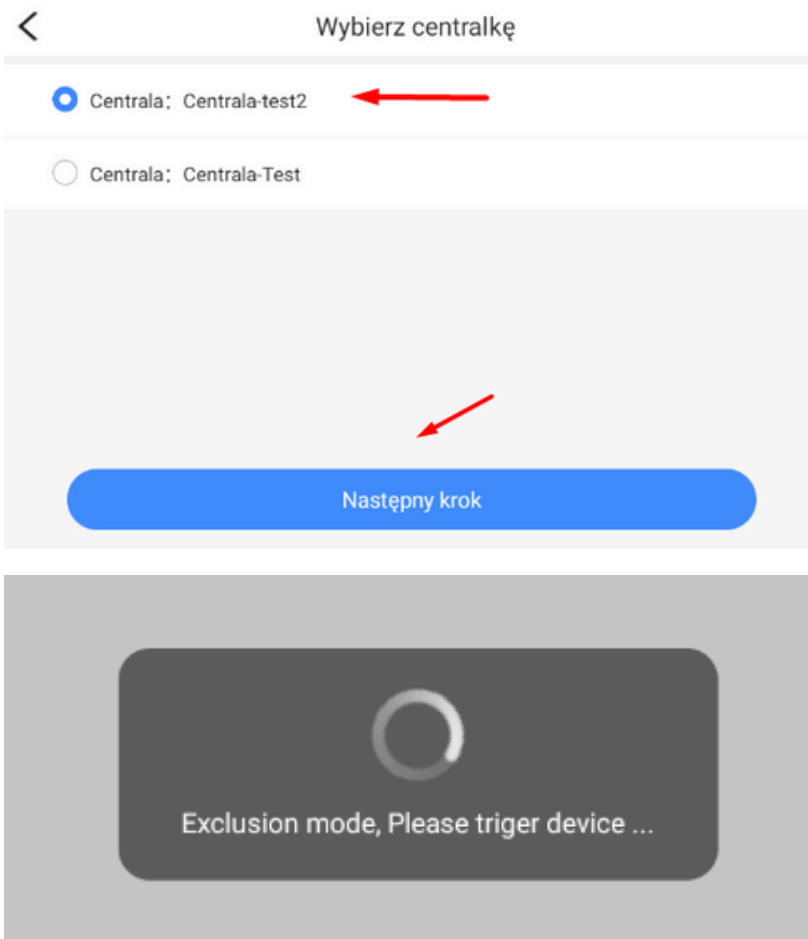 Wybierz centralkę
Centrala: Centrala-test2
Centrala: Centrala-Test
Następny krok
Exclusion mode, Please triger device ...